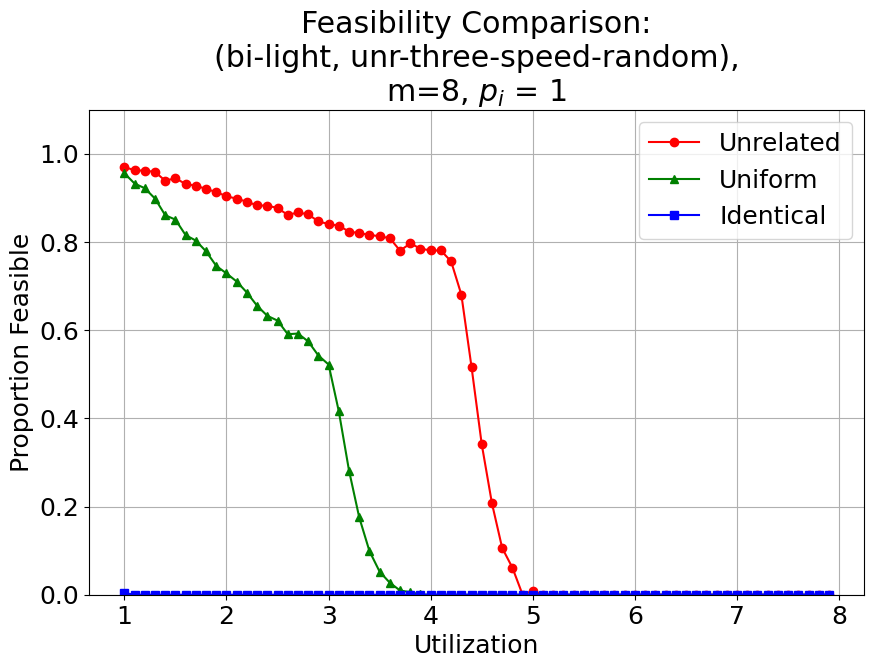 Feasibility Comparison:
(bi-light, unr-three-speed-random),
m=8, $p_i$ = 1
Unrelated
Uniform
Identical
Proportion Feasible
1.0
0.8
0.6
0.4
0.2
0.0
1 2 3 4 5 6 7 8
Utilization